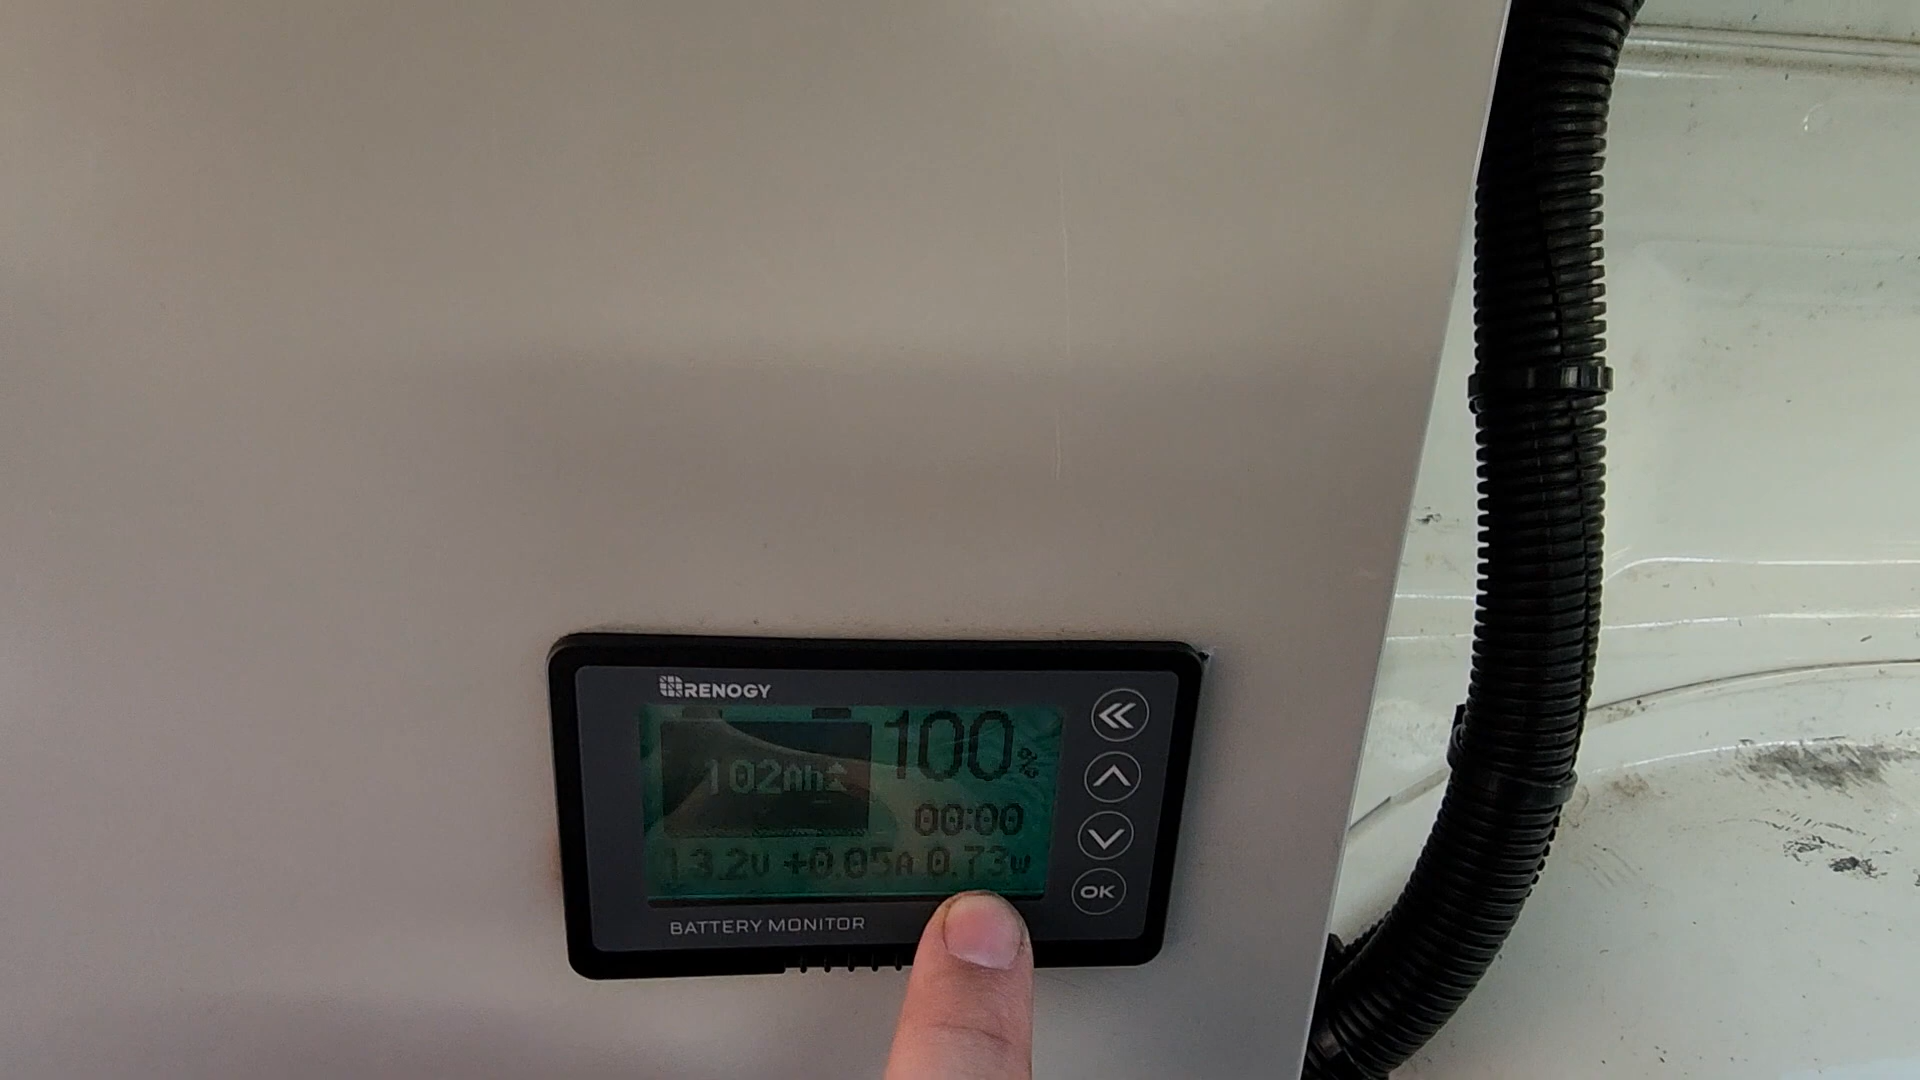 RENOGY
100%
102Ah
00:00
13.2V +0.05A 0.73W
OK
BATTERY MONITOR